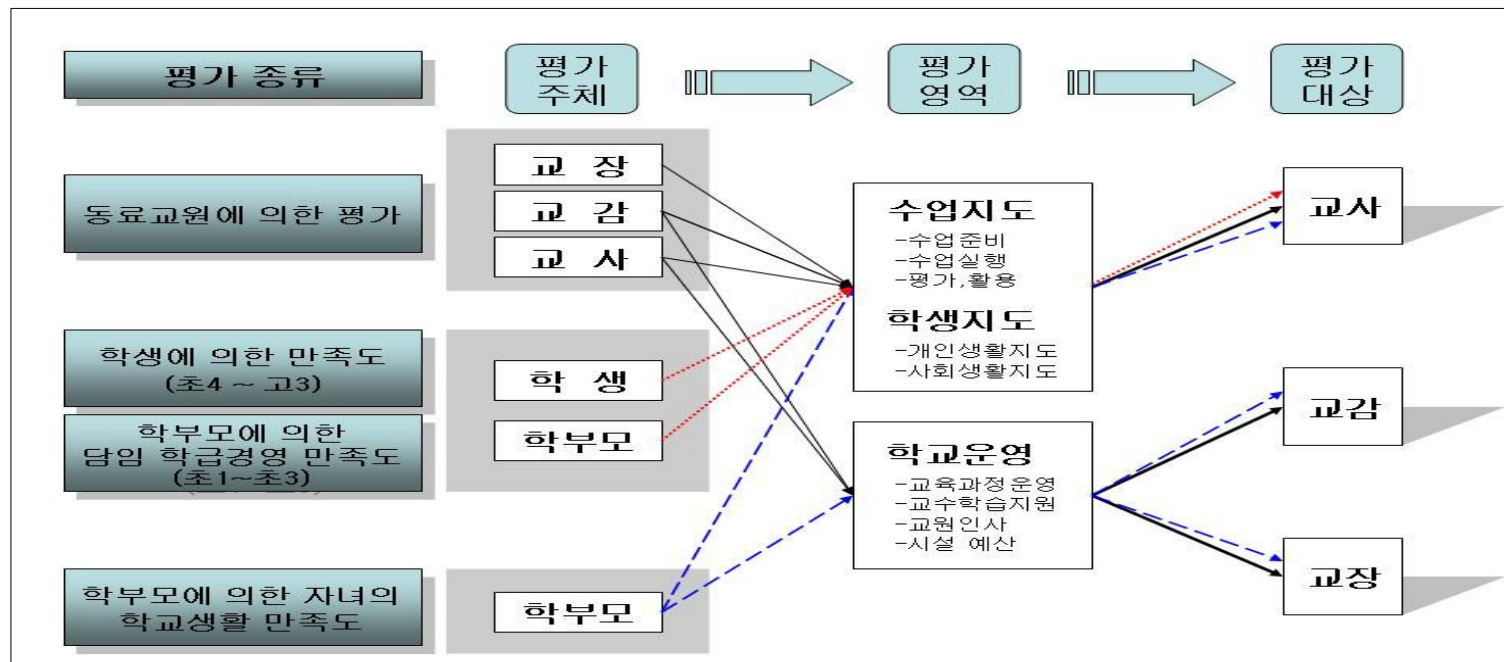 평가 종류
평가
주체
평가
영역
평가
대상
동료교원에 의한 평가
교 장
교 감
교 사
수업지도
-수업준비
-수업실행
-평가,활용
학생지도
-개인생활지도
-사회생활지도
교사
학생에 의한 만족도
(초4 ~ 고3)
학 생
학부모에 의한
담임 학급경영 만족도
(초1~초3)
학부모
학교운영
-교육과정운영
-교수학습지원
-교원인사
-시설 예산
교감
교장
학부모에 의한 자녀의
학교생활 만족도
학부모